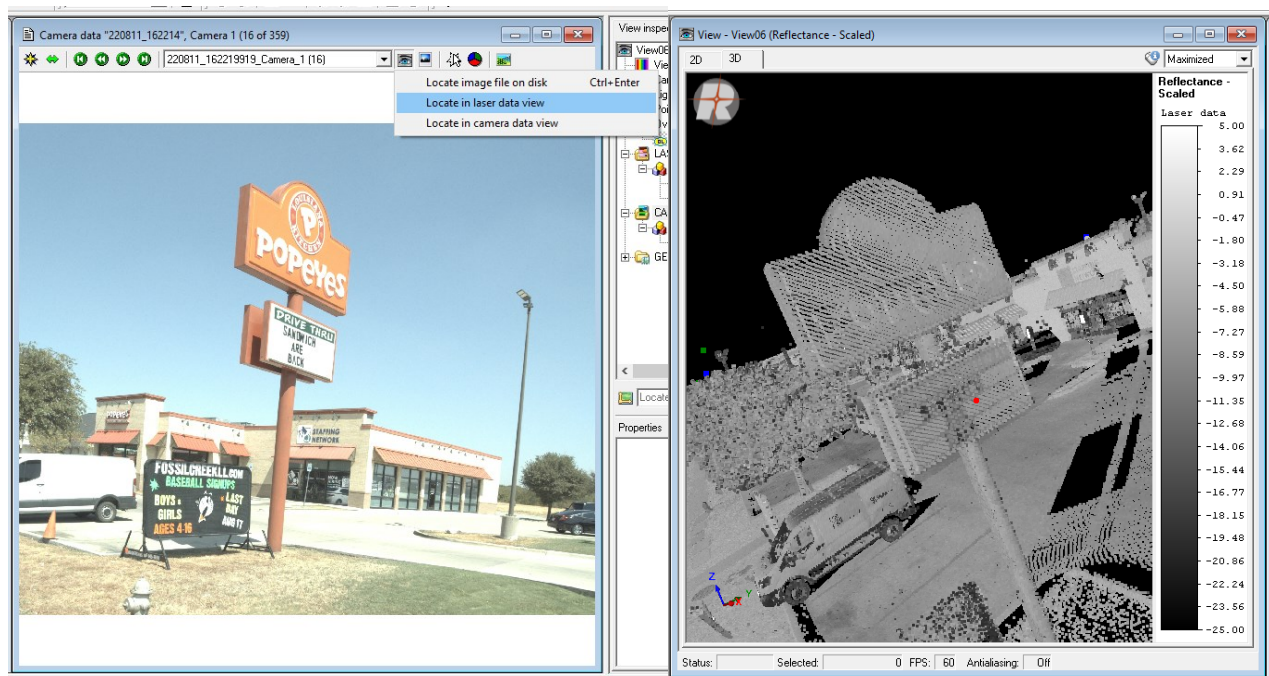 Camera data "220811_162214", Camera 1 (16 of 359)
220811_162219919_Camera_1 (16)
Locate image file on disk Ctrl+Enter
Locate in laser data view
Locate in camera data view
LOUISIANA
KITCHEN
P
POPEYES
DRIVE THRU
SANDWICH
ARE
BACK
POPEYES
STAFFING
NETWORK
FOSSILCREEKLL.COM
BASEBALL SIGNUPS
BOYS &
GIRLS
AGES 4-16
LAST
DAY
AUG 17
View inspe
View06
Vie
LA
CA
GE
Locate
Properties
View - View06 (Reflectance - Scaled)
2D 3D
Maximized
R
Reflectance -
Scaled
Laser data
5.00
3.62
2.29
0.91
-0.47
-1.80
-3.18
-4.50
-5.88
-7.27
-8.59
-9.97
-11.35
-12.68
-14.06
-15.44
-16.77
-18.15
-19.48
-20.86
-22.24
-23.56
-25.00
Z
Y
X
Status: Selected: 0 FPS: 60 Antialiasing: Off